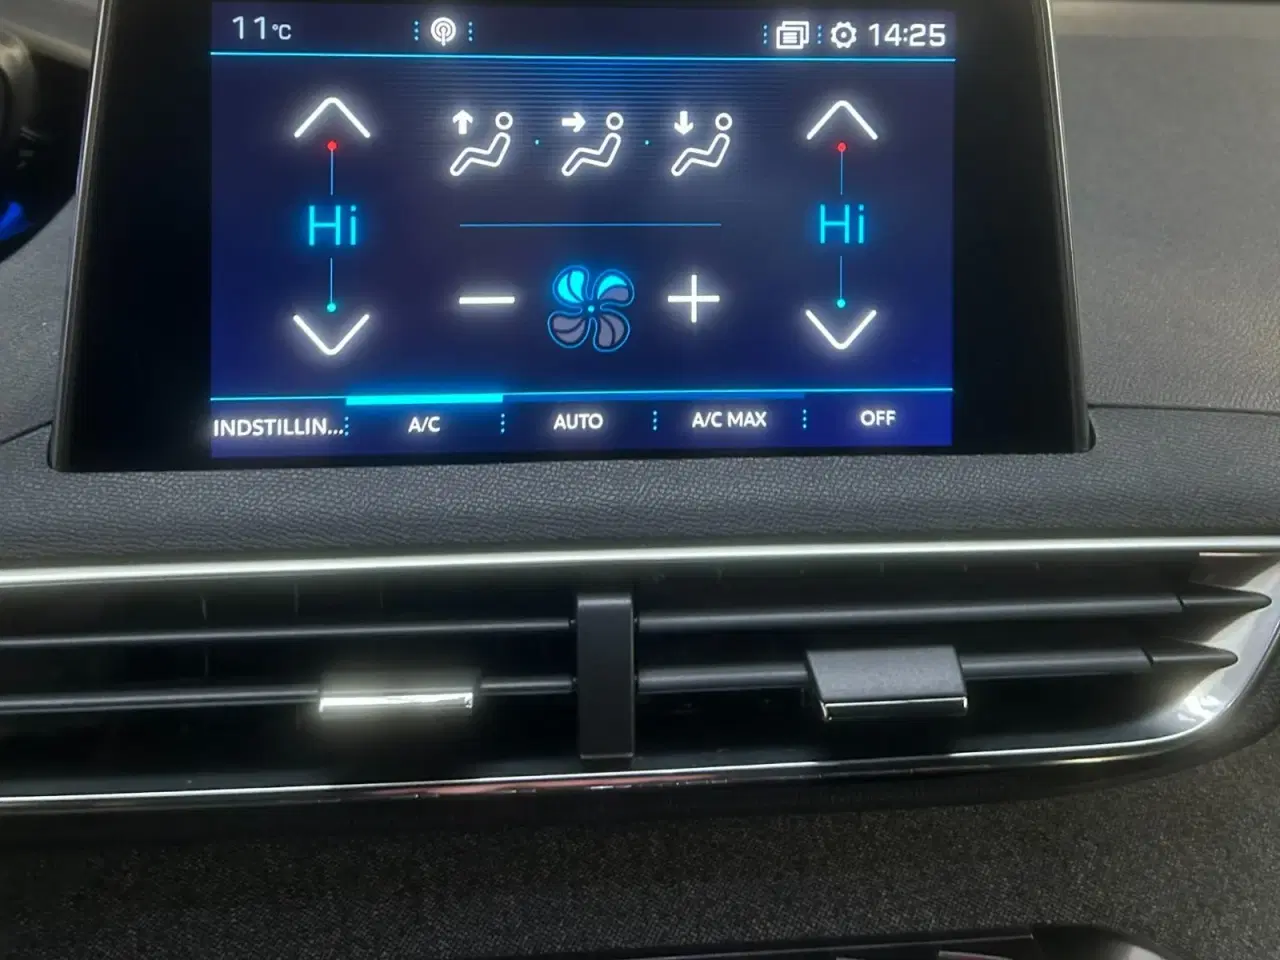 11°C 14:25
Hi Hi
INDSTILLIN... A/C AUTO A/C MAX OFF